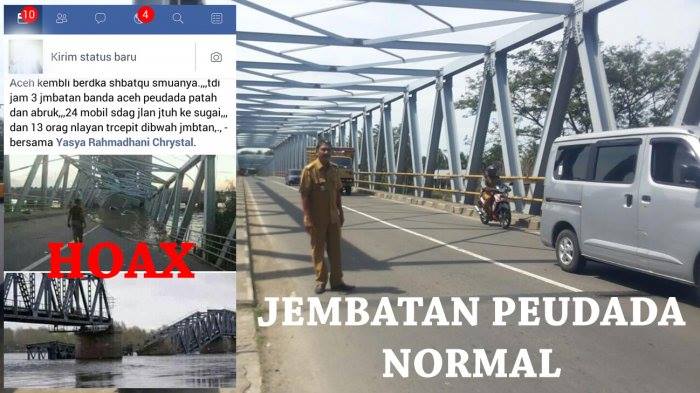 10
4
Kirim status baru
Aceh kembli berdka shbatqu smuanya.,,,tdi
jam 3 jmbatan banda aceh peudada patah
dan abruk,,,24 mobil sdag jlan jtuh ke sugai,,,
dan 13 orag nlayan trcepit dibwah jmbtan,., -
bersama Yasya Rahmadhani Chrystal.
HOAX
JEMBATAN PEUDADA
NORMAL